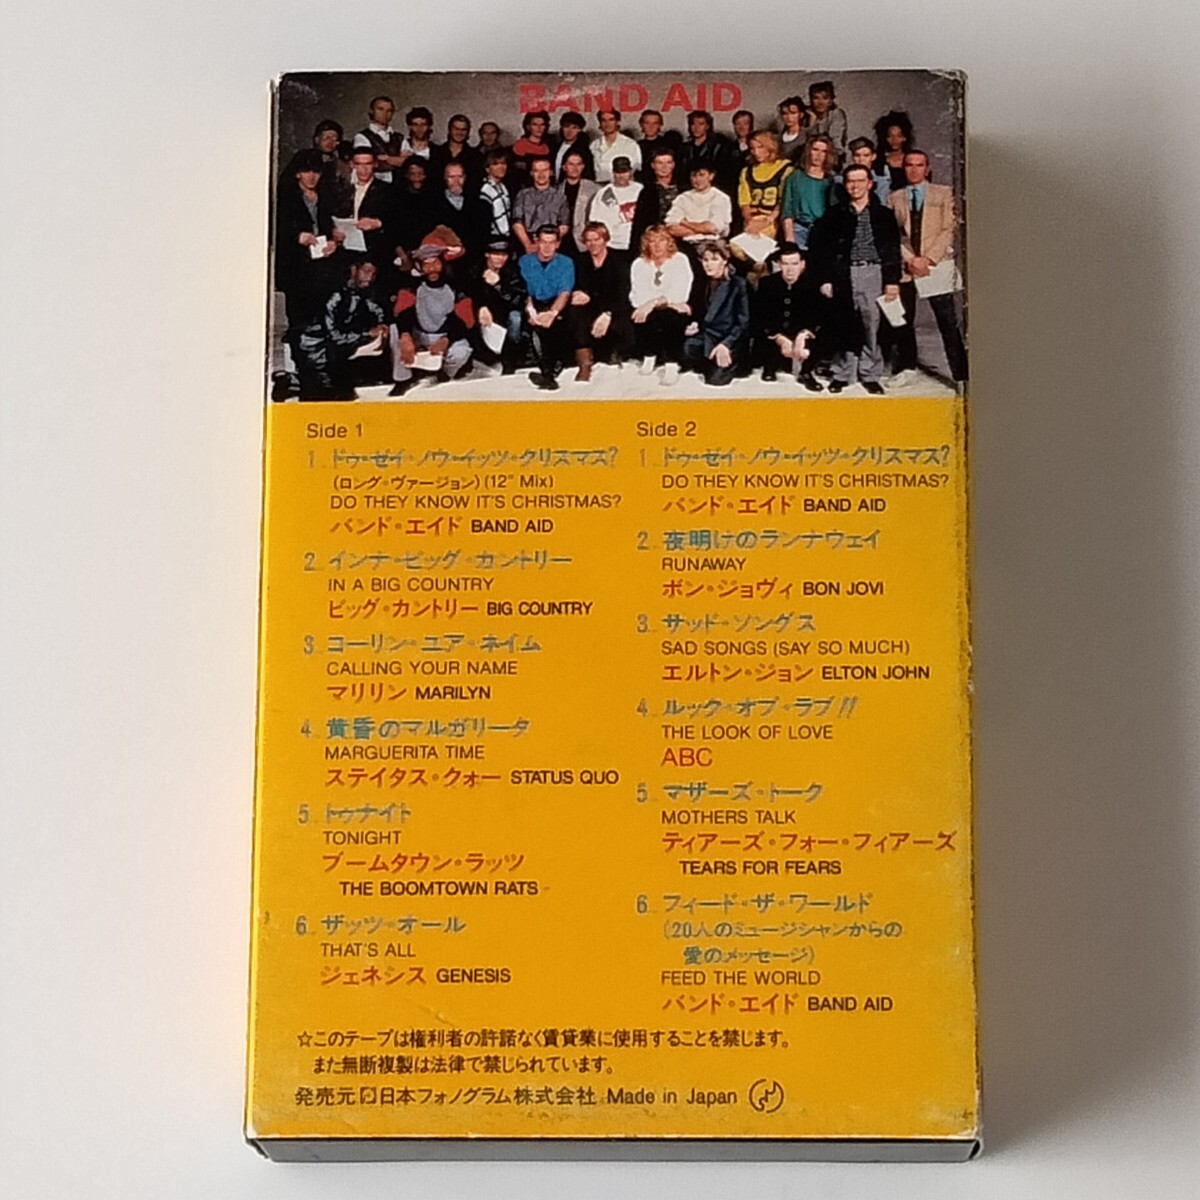 BAND AID
Side 1
1 ドゥ・ゼイ・ノウ・イッツ・クリスマス?
(ロング・ヴァージョン)(12" Mix)
DO THEY KNOW IT'S CHRISTMAS?
バンド・エイド BAND AID
2 インナ・ビッグ・カントリー
IN A BIG COUNTRY
ビッグ・カントリー BIG COUNTRY
3 コーリン・ユア・ネイム
CALLING YOUR NAME
マリリン MARILYN
4 黄昏のマルガリータ
MARGUERITA TIME
ステイタス・クォー STATUS QUO
5 トゥナイト
TONIGHT
ブームタウン・ラッツ
THE BOOMTOWN RATS
6 ザッツ・オール
THAT'S ALL
ジェネシス GENESIS
Side 2
1 ドゥ・ゼイ・ノウ・イッツ・クリスマス?
DO THEY KNOW IT'S CHRISTMAS?
バンド・エイド BAND AID
2 夜明けのランナウェイ
RUNAWAY
ボン・ジョヴィ BON JOVI
3 サッド・ソングス
SAD SONGS (SAY SO MUCH)
エルトン・ジョン ELTON JOHN
4 ルック・オブ・ラブ!!
THE LOOK OF LOVE
ABC
5 マザーズ・トーク
MOTHERS TALK
ティアーズ・フォー・フィアーズ
TEARS FOR FEARS
6 フィード・ザ・ワールド
(20人のミュージシャンからの
愛のメッセージ)
FEED THE WORLD
バンド・エイド BAND AID
☆このテープは権利者の許諾なく賃貸業に使用することを禁じます。
また無断複製は法律で禁じられています。
発売元 日本フォノグラム株式会社 Made in Japan